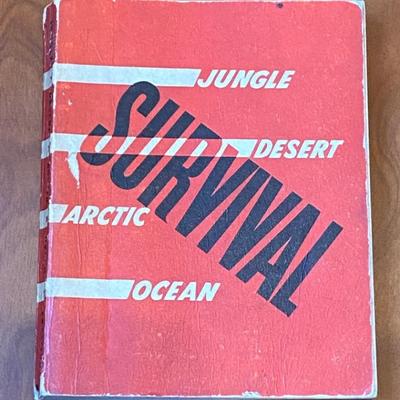 JUNGLE
SURVIVAL
DESERT
ARCTIC
OCEAN